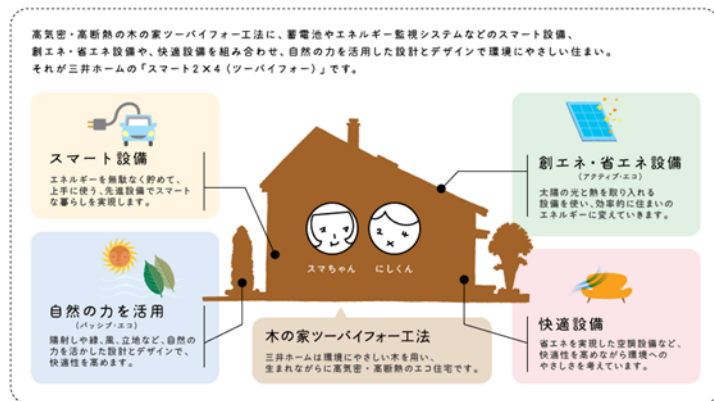 高気密・高断熱の木の家ツーバイフォー工法に、蓄電池やエネルギー監視システムなどのスマート設備、
創エネ・省エネ設備や、快適設備を組み合わせ、自然の力を活用した設計とデザインで環境にやさしい住まい。
それが三井ホームの「スマート2×4(ツーバイフォー)」です。
スマート設備
エネルギーを無駄なく貯めて、
上手に使う、先進設備でスマート
な暮らしを実現します。
創エネ・省エネ設備
(アクティブ・エコ)
太陽の光と熱を取り入れる
設備を使い、効率的に住まいの
エネルギーに変えていきます。
スマちゃん
にしくん
自然の力を活用
(パッシブ・エコ)
陽射しや緑、風、立地など、自然の
力を活かした設計とデザインで、
快適性を高めます。
木の家ツーバイフォー工法
三井ホームは環境にやさしい木を用い、
生まれながらに高気密・高断熱のエコ住宅です。
快適設備
省エネを実現した空調設備など、
快適性を高めながら環境への
やさしさを考えています。